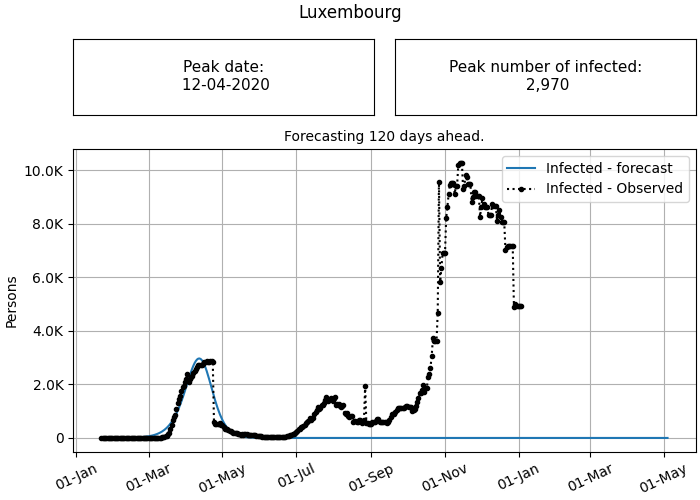 Luxembourg
Peak date:
12-04-2020
Peak number of infected:
2,970
Forecasting 120 days ahead.
Infected - forecast
Infected - Observed
Persons
10.0K
8.0K
6.0K
4.0K
2.0K
0
01-Jan
01-Mar
01-May
01-Jul
01-Sep
01-Nov
01-Jan
01-Mar
01-May